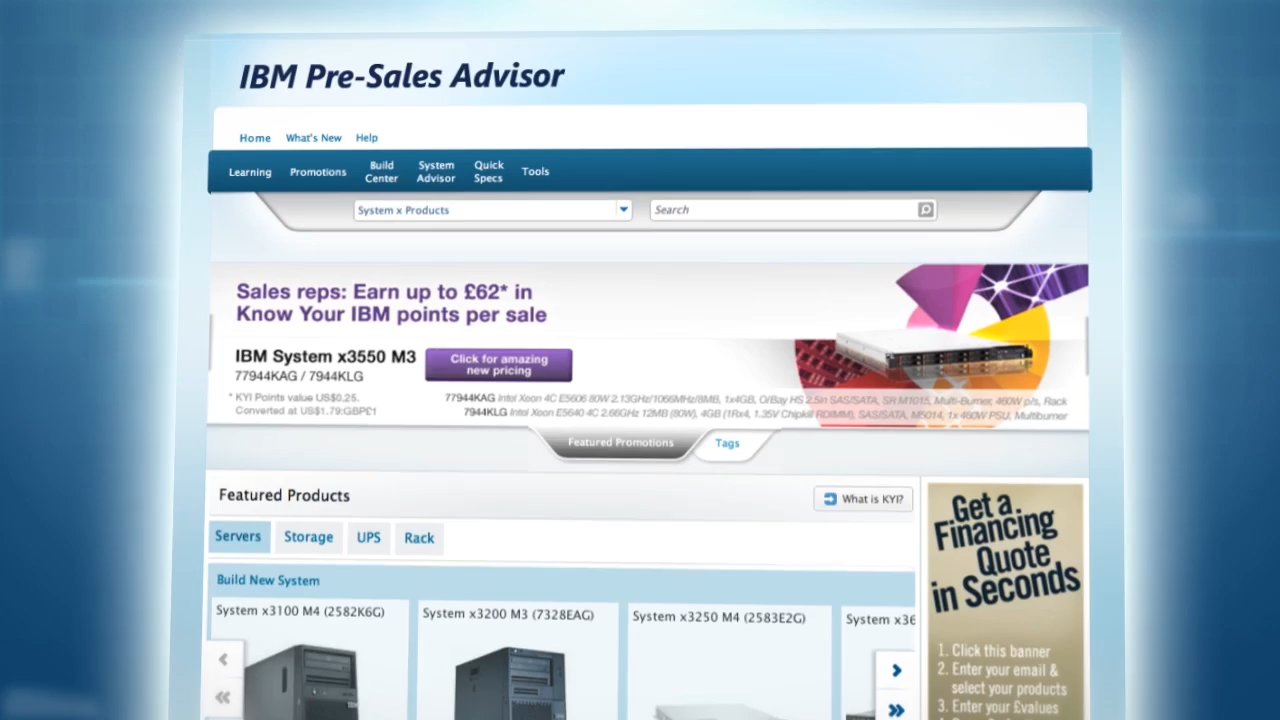 IBM Pre-Sales Advisor
Home What's New Help
Learning Promotions Build Center System Advisor Quick Specs Tools
System x Products Search
Sales reps: Earn up to £62* in
Know Your IBM points per sale
IBM System x3550 M3
77944KAG / 7944KLG
Click for amazing
new pricing
* KYI Points value US$0.25.
Converted at US$1.79:GBP£1
77944KAG Intel Xeon 4C E5606 80W 2.13GHz/1066MHz/8MB, 1x4GB, O/Bay HS 2.5in SAS/SATA, SR M1015, Multi-Burner, 460W p/s, Rack
7944KLG Intel Xeon E5640 4C 2.66GHz 12MB (80W), 4GB (1Rx4, 1.35V Chipkill RDIMM), SAS/SATA, M5014, 1x 460W PSU, Multiburner
Featured Promotions Tags
Featured Products
What is KYI?
Servers Storage UPS Rack
Build New System
System x3100 M4 (2582K6G) System x3200 M3 (7328EAG) System x3250 M4 (2583E2G) System x36
Get a
Financing
Quote
in Seconds
1. Click this banner
2. Enter your email &
select your products
3. Enter your £values